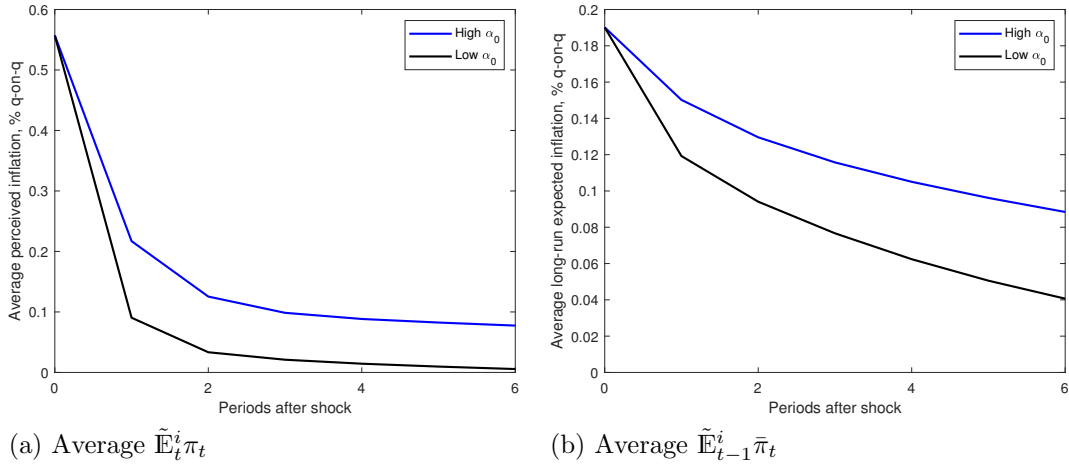 0.6
0.5
0.4
0.3
0.2
0.1
0
Average perceived inflation, % q-on-q
High α₀
Low α₀
0 2 4 6
Periods after shock
(a) Average 𝔼̃ⁱₜπₜ
0.2
0.18
0.16
0.14
0.12
0.1
0.08
0.06
0.04
0.02
0
Average long-run expected inflation, % q-on-q
High α₀
Low α₀
0 2 4 6
Periods after shock
(b) Average 𝔼̃ⁱₜ₋₁π̄ₜ